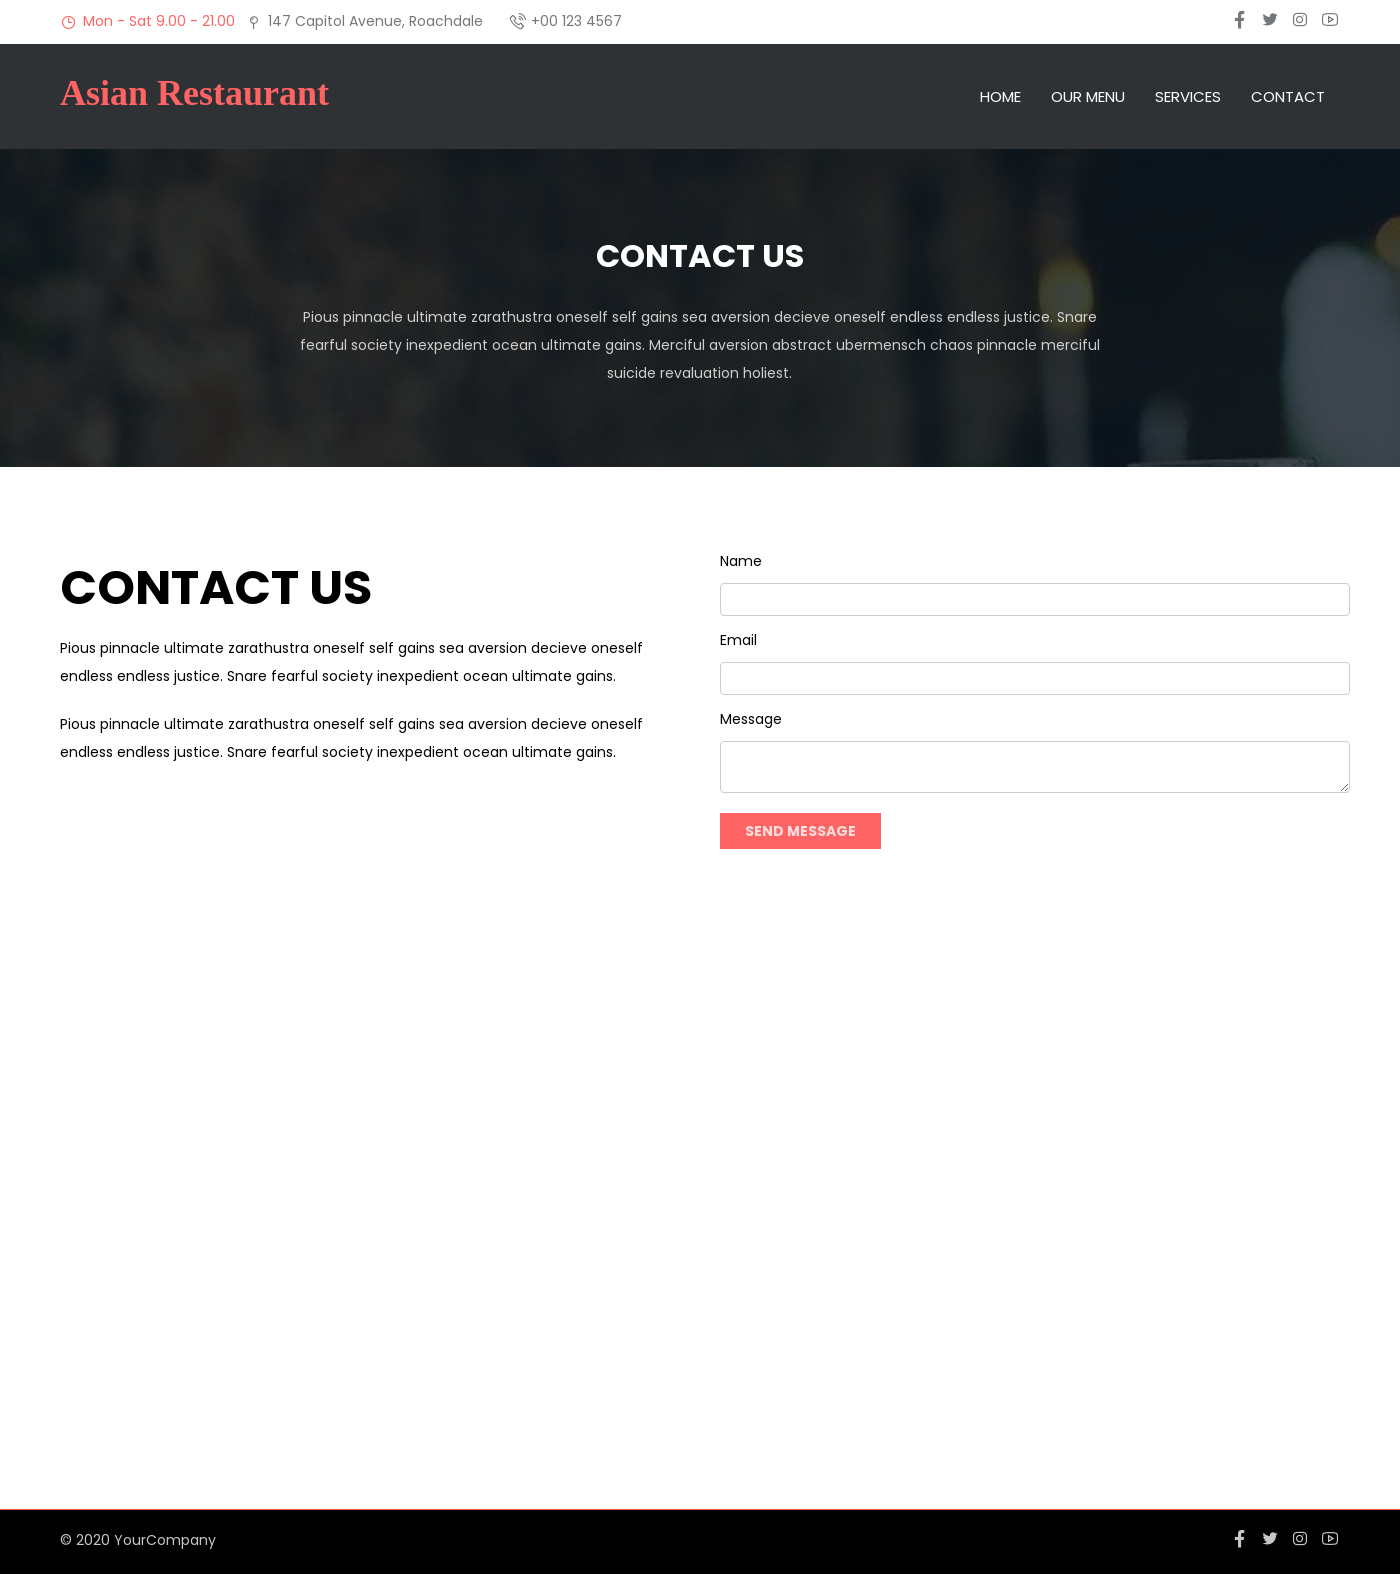 Mon - Sat 9.00 - 21.00 147 Capitol Avenue, Roachdale +00 123 4567
Asian Restaurant
HOME OUR MENU SERVICES CONTACT
CONTACT US
Pious pinnacle ultimate zarathustra oneself self gains sea aversion decieve oneself endless endless justice. Snare
fearful society inexpedient ocean ultimate gains. Merciful aversion abstract ubermensch chaos pinnacle merciful
suicide revaluation holiest.
CONTACT US
Pious pinnacle ultimate zarathustra oneself self gains sea aversion decieve oneself
endless endless justice. Snare fearful society inexpedient ocean ultimate gains.
Pious pinnacle ultimate zarathustra oneself self gains sea aversion decieve oneself
endless endless justice. Snare fearful society inexpedient ocean ultimate gains.
Name
Email
Message
SEND MESSAGE
© 2020 YourCompany